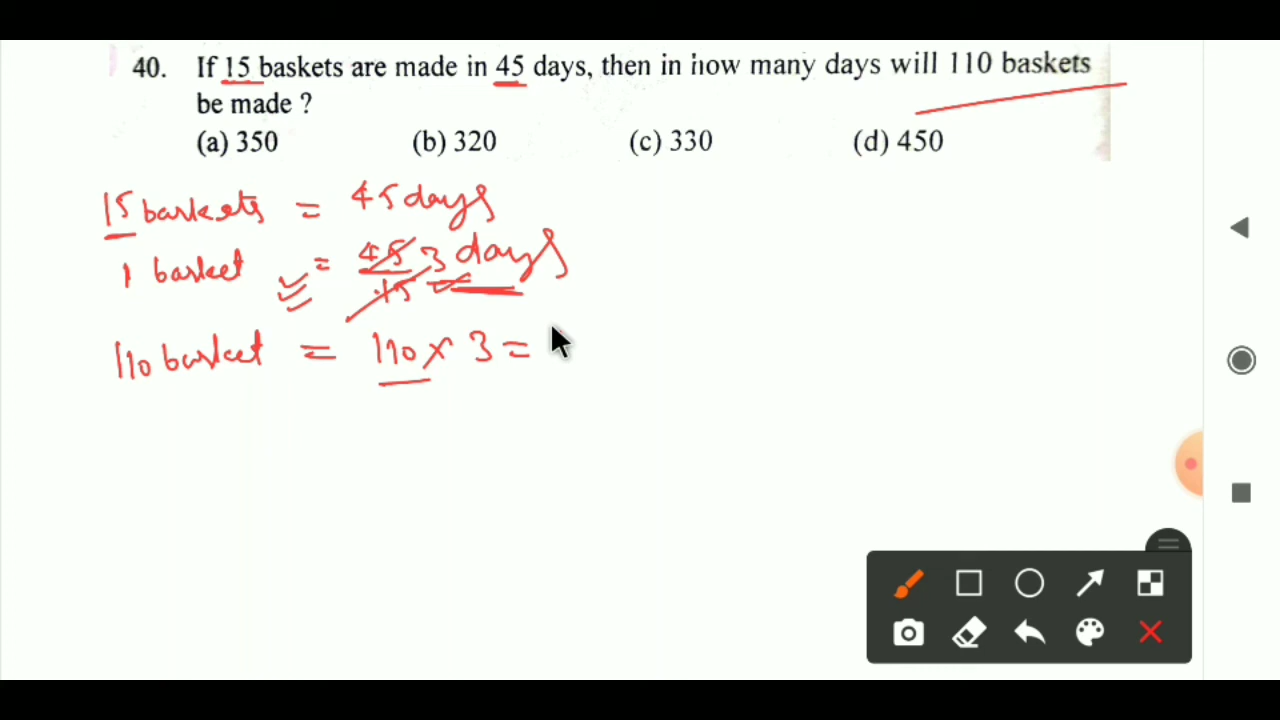 40. If 15 baskets are made in 45 days, then in how many days will 110 baskets
be made ?
(a) 350 (b) 320 (c) 330 (d) 450
15 baskets = 45 days
1 basket = 45/15 3 days
110 basket = 110 × 3 =